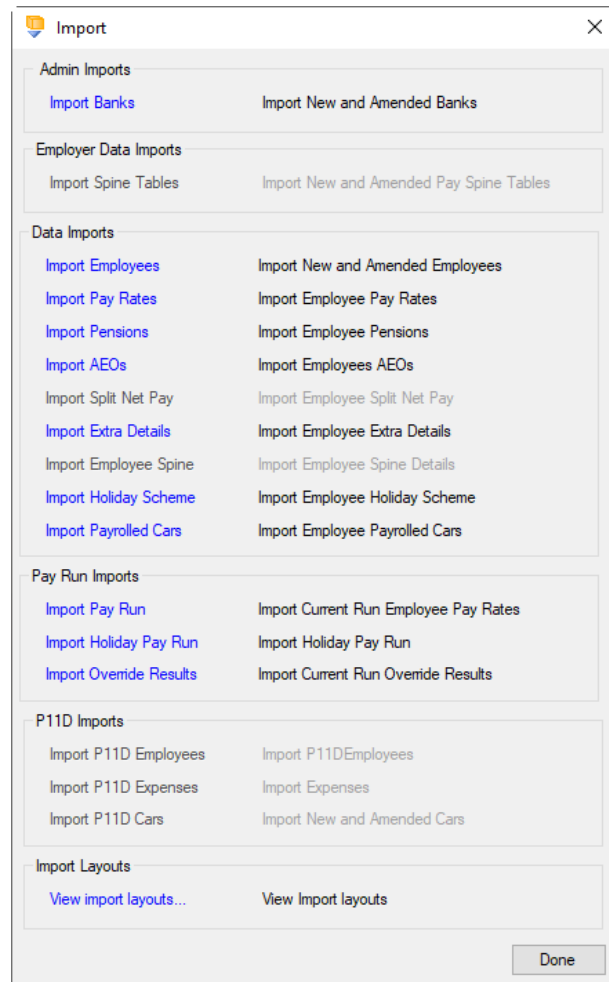 Import
Admin Imports
Import Banks Import New and Amended Banks
Employer Data Imports
Import Spine Tables Import New and Amended Pay Spine Tables
Data Imports
Import Employees Import New and Amended Employees
Import Pay Rates Import Employee Pay Rates
Import Pensions Import Employee Pensions
Import AEOs Import Employees AEOs
Import Split Net Pay Import Employee Split Net Pay
Import Extra Details Import Employee Extra Details
Import Employee Spine Import Employee Spine Details
Import Holiday Scheme Import Employee Holiday Scheme
Import Payrolled Cars Import Employee Payrolled Cars
Pay Run Imports
Import Pay Run Import Current Run Employee Pay Rates
Import Holiday Pay Run Import Holiday Pay Run
Import Override Results Import Current Run Override Results
P11D Imports
Import P11D Employees Import P11DEmployees
Import P11D Expenses Import Expenses
Import P11D Cars Import New and Amended Cars
Import Layouts
View import layouts... View Import layouts
Done